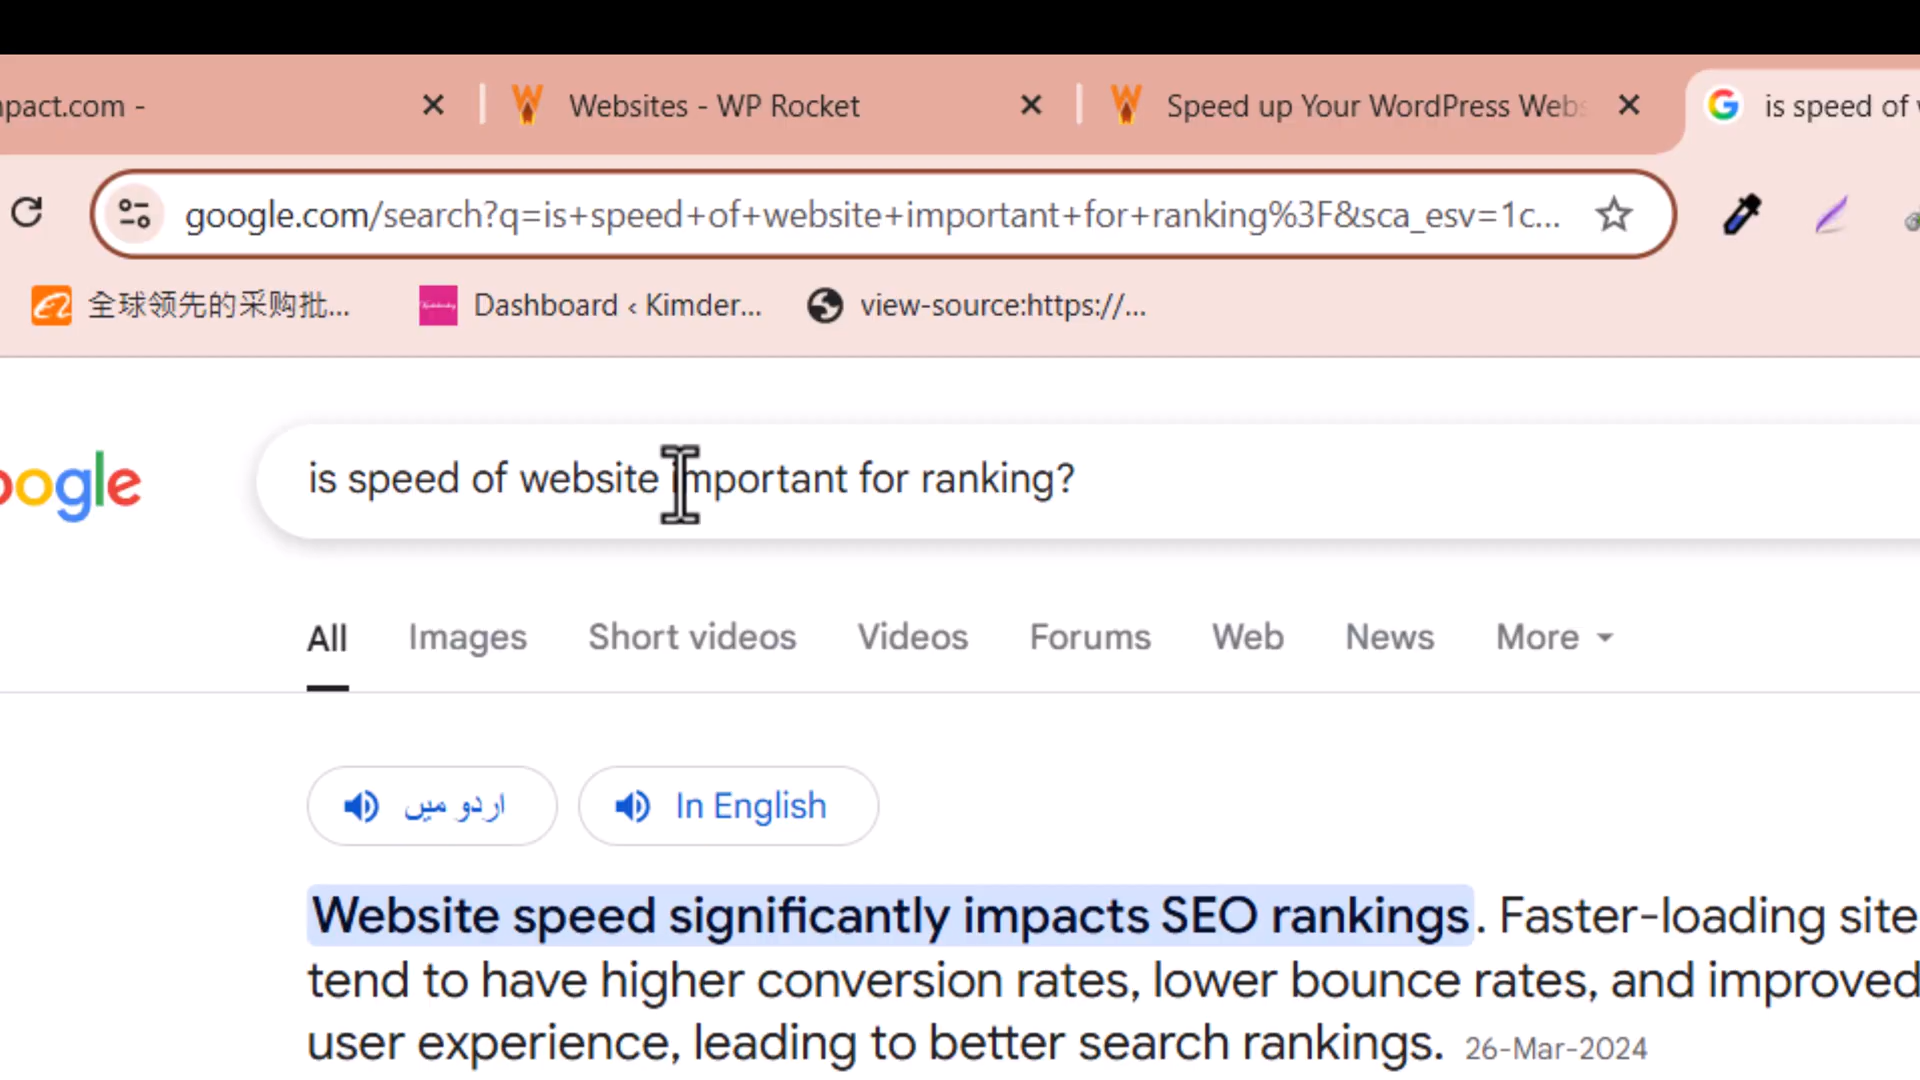 npact.com -
Websites - WP Rocket
Speed up Your WordPress Webs
is speed of
google.com/search?q=is+speed+of+website+important+for+ranking%3F&sca_esv=1c...
全球领先的采购批...
Dashboard ‹ Kimder...
view-source:https://...
oogle
is speed of website important for ranking?
All Images Short videos Videos Forums Web News More
اردو میں
In English
Website speed significantly impacts SEO rankings. Faster-loading site
tend to have higher conversion rates, lower bounce rates, and improved
user experience, leading to better search rankings. 26-Mar-2024